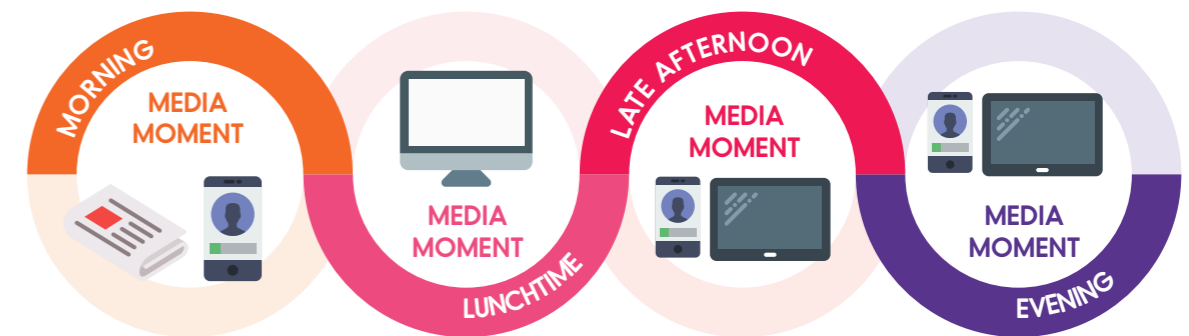 MORNING
MEDIA
MOMENT
MEDIA
MOMENT
LUNCHTIME
LATE AFTERNOON
MEDIA
MOMENT
MEDIA
MOMENT
EVENING